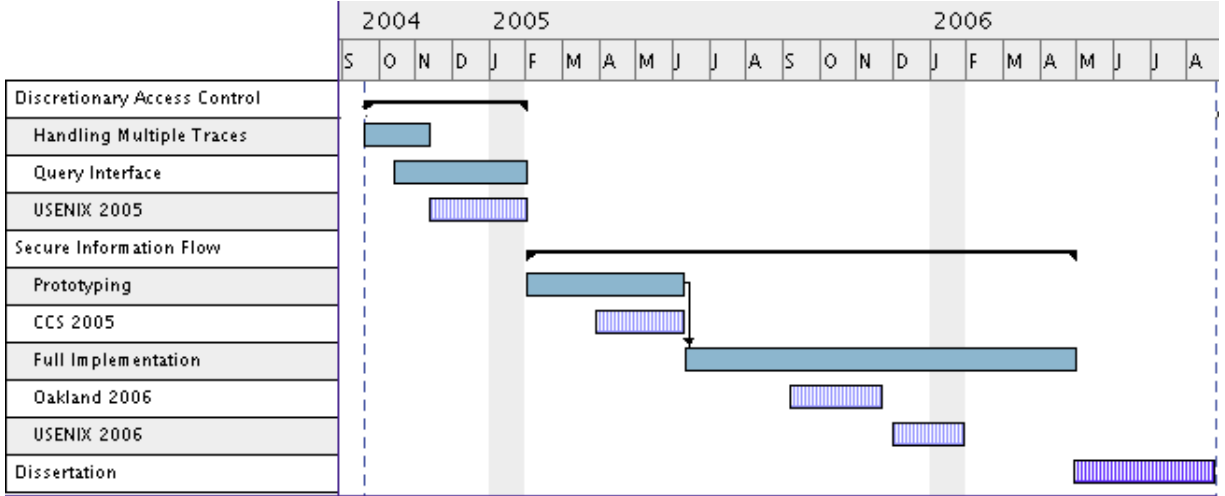 2004 2005 2006
S O N D J F M A M J J A S O N D J F M A M J J A
Discretionary Access Control
Handling Multiple Traces
Query Interface
USENIX 2005
Secure Information Flow
Prototyping
CCS 2005
Full Implementation
Oakland 2006
USENIX 2006
Dissertation